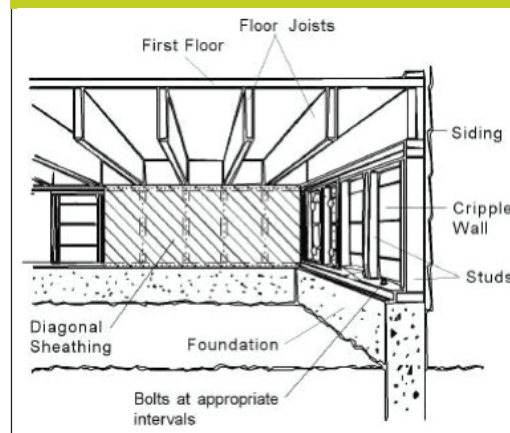 Floor Joists
First Floor
Siding
Cripple
Wall
Studs
Diagonal
Sheathing
Foundation
Bolts at appropriate
intervals